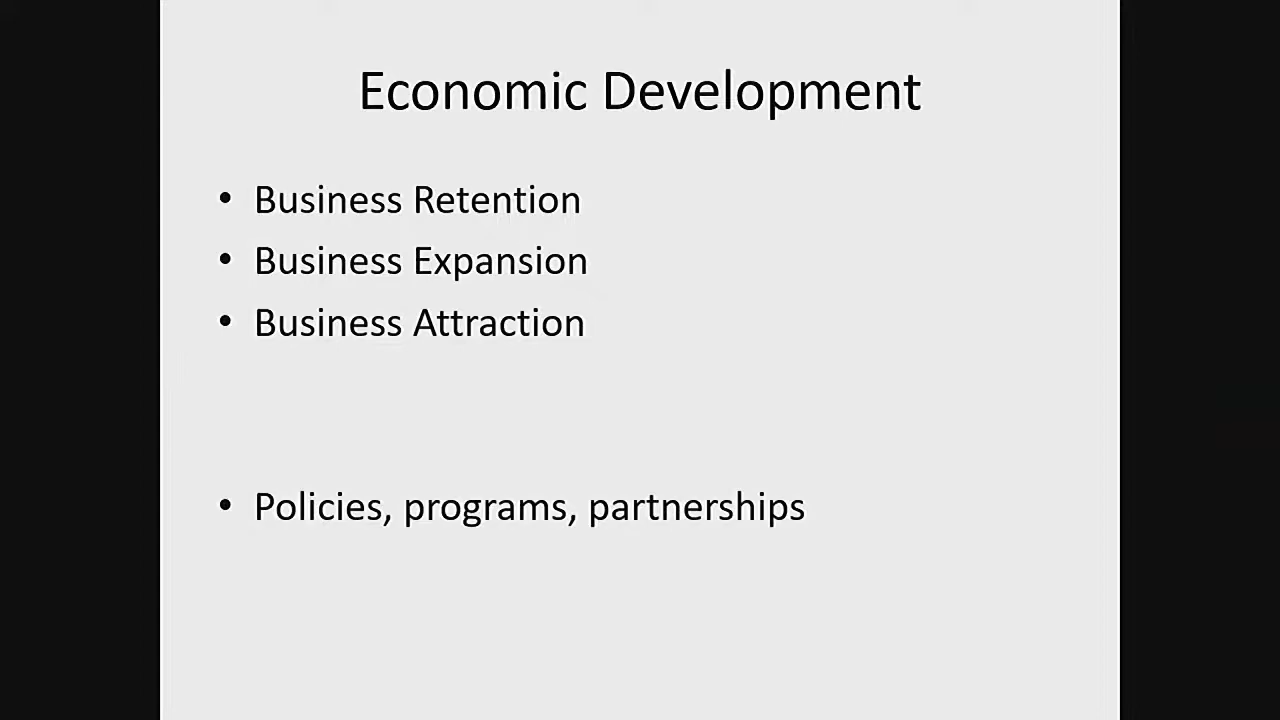 Economic Development
• Business Retention
• Business Expansion
• Business Attraction
• Policies, programs, partnerships